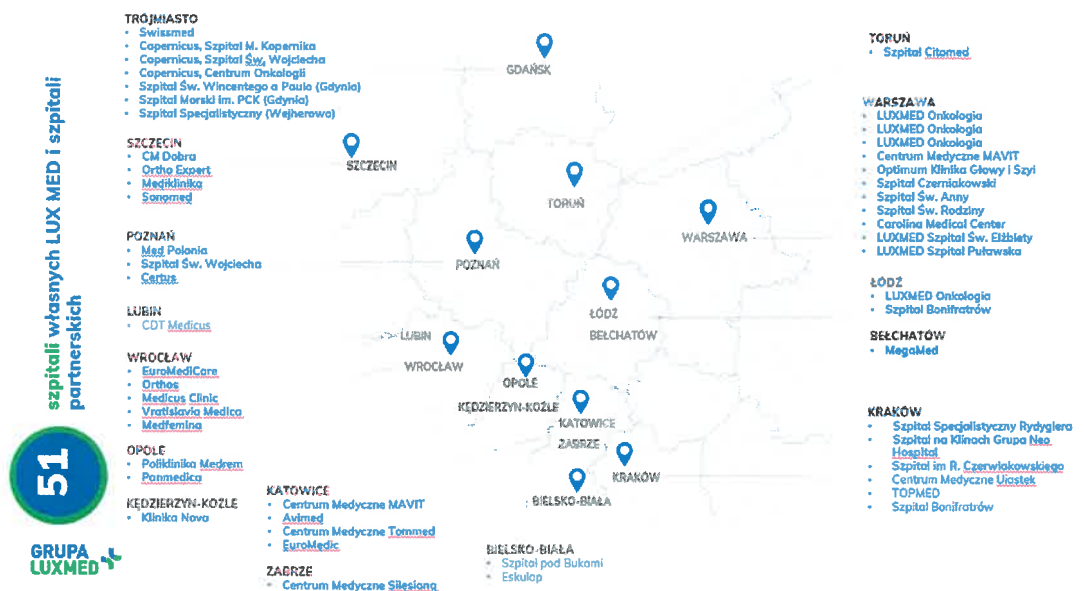 51
szpitali własnych LUX MED i szpitali
partnerskich
GRUPA
LUXMED
TRÓJMIASTO
• Swissmed
• Copernicus, Szpital M. Kopernika
• Copernicus, Szpital Św. Wojciecha
• Copernicus, Centrum Onkologii
• Szpital Św. Wincentego a Paulo (Gdynia)
• Szpital Morski im. PCK (Gdynia)
• Szpital Specjalistyczny (Wejherowo)
SZCZECIN
• CM Dobra
• Ortho Expert
• Mediklinika
• Sonomed
POZNAŃ
• Med Polonia
• Szpital Św. Wojciecha
• Certus
LUBIN
• CDT Medicus
WROCŁAW
• EuroMediCare
• Orthos
• Medicus Clinic
• Vratislavia Medica
• Medfemina
OPOLE
• Poliklinika Medrem
• Panmedica
KĘDZIERZYN-KOŹLE
• Klinika Nova
KATOWICE
• Centrum Medyczne MAVIT
• Avimed
• Centrum Medyczne Tommed
• EuroMedic
ZABRZE
• Centrum Medyczne Silesiana
BIELSKO-BIAŁA
• Szpital pod Bukami
• Eskulap
GDAŃSK
SZCZECIN
TORUŃ
WARSZAWA
POZNAŃ
ŁÓDŹ
BEŁCHATÓW
LUBIN
WROCŁAW
OPOLE
KĘDZIERZYN-KOŹLE
KATOWICE
ZABRZE
KRAKÓW
BIELSKO-BIAŁA
TORUŃ
• Szpital Citomed
WARSZAWA
• LUXMED Onkologia
• LUXMED Onkologia
• LUXMED Onkologia
• Centrum Medyczne MAVIT
• Optimum Klinika Głowy i Szyi
• Szpital Czerniakowski
• Szpital Św. Anny
• Szpital Św. Rodziny
• Carolina Medical Center
• LUXMED Szpital Św. Elżbiety
• LUXMED Szpital Puławska
ŁÓDŹ
• LUXMED Onkologia
• Szpital Bonifratrów
BEŁCHATÓW
• MegaMed
KRAKÓW
• Szpital Specjalistyczny Rydygiera
• Szpital na Klinach Grupa Neo
Hospital
• Szpital im R. Czerwiakowskiego
• Centrum Medyczne Ujastek
• TOPMED
• Szpital Bonifratrów